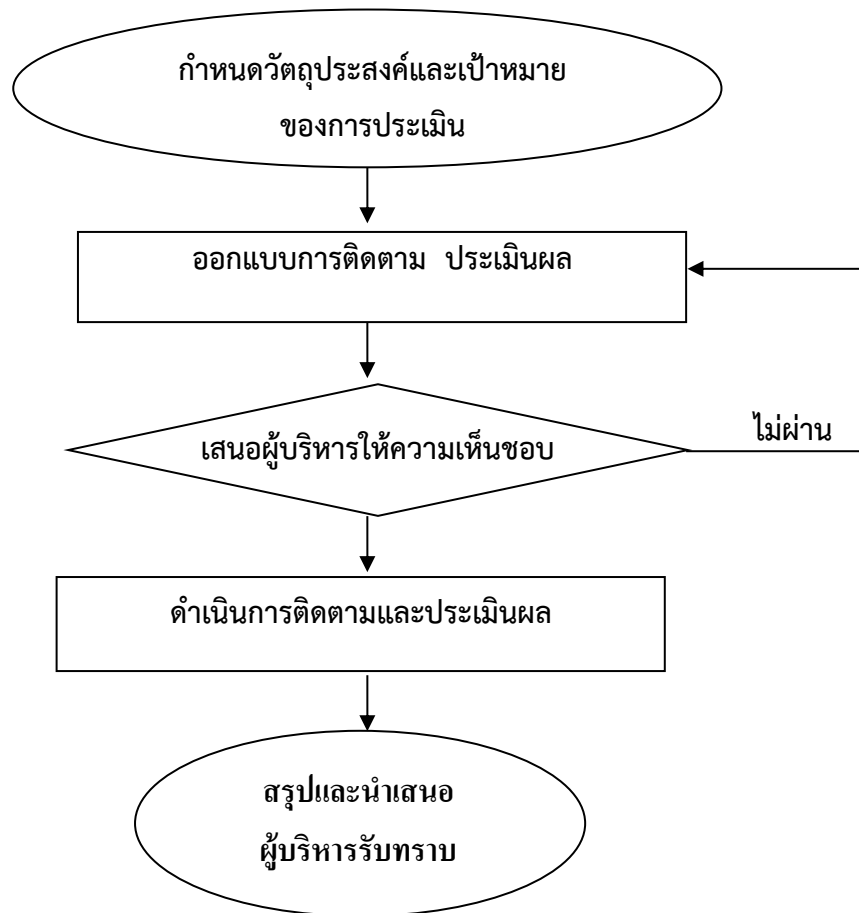 กำหนดวัตถุประสงค์และเป้าหมาย
ของการประเมิน
ออกแบบการติดตาม ประเมินผล
เสนอผู้บริหารให้ความเห็นชอบ
ไม่ผ่าน
ดำเนินการติดตามและประเมินผล
สรุปและนำเสนอ
ผู้บริหารรับทราบ